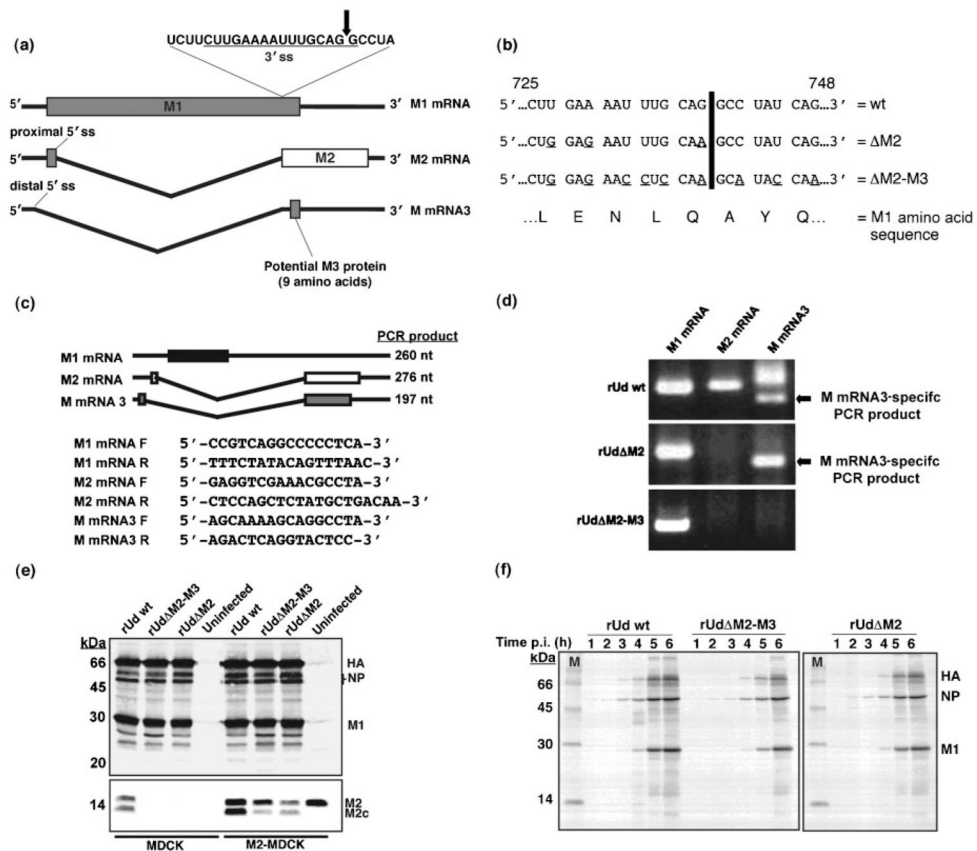 (a)
UCUUCUUGAAAAUUUGCAGGCCUA
3′ ss
5′ M1 3′ M1 mRNA
proximal 5′ ss
5′ M2 3′ M2 mRNA
distal 5′ ss
5′ 3′ M mRNA3
Potential M3 protein
(9 amino acids)
(b)
725 748
5′…CUU GAA AAU UUG CAG GCC UAU CAG…3′ = wt
5′…CUG GAG AAU UUG CAA GCC UAU CAG…3′ = ΔM2
5′…CUG GAG AAC CUC CAA GCA UAC CAA…3′ = ΔM2-M3
…L E N L Q A Y Q… = M1 amino acid
sequence
(c)
PCR product
M1 mRNA 260 nt
M2 mRNA 276 nt
M mRNA 3 197 nt
M1 mRNA F 5′-CCGTCAGGCCCCCTCA-3′
M1 mRNA R 5′-TTTCTATACAGTTTAAC-3′
M2 mRNA F 5′-GAGGTCGAAACGCCTA-3′
M2 mRNA R 5′-CTCCAGCTCTATGCTGACAA-3′
M mRNA3 F 5′-AGCAAAAGCAGGCCTA-3′
M mRNA3 R 5′-AGACTCAGGTACTCC-3′
(d)
M1 mRNA M2 mRNA M mRNA3
rUd wt
M mRNA3-specifc
PCR product
rUdΔM2
M mRNA3-specifc
PCR product
rUdΔM2-M3
(e)
rUd wt rUdΔM2-M3 rUdΔM2 Uninfected rUd wt rUdΔM2-M3 rUdΔM2 Uninfected
kDa
66 HA
NP
45
30 M1
20
14 M2
M2c
MDCK M2-MDCK
(f)
rUd wt rUdΔM2-M3 rUdΔM2
Time p.i. (h) 1 2 3 4 5 6 1 2 3 4 5 6 1 2 3 4 5 6
kDa M M
66 HA
45 NP
30 M1
14